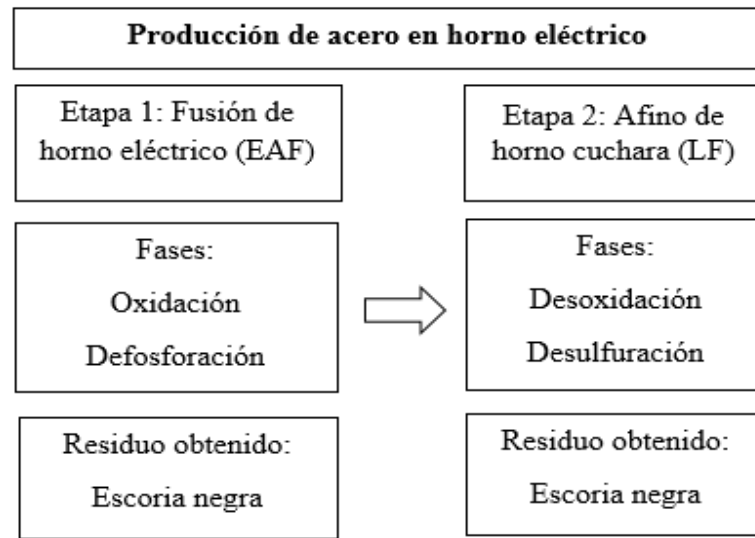 Producción de acero en horno eléctrico
Etapa 1: Fusión de
horno eléctrico (EAF)
Fases:
Oxidación
Defosforación
Residuo obtenido:
Escoria negra
Etapa 2: Afino de
horno cuchara (LF)
Fases:
Desoxidación
Desulfuración
Residuo obtenido:
Escoria negra